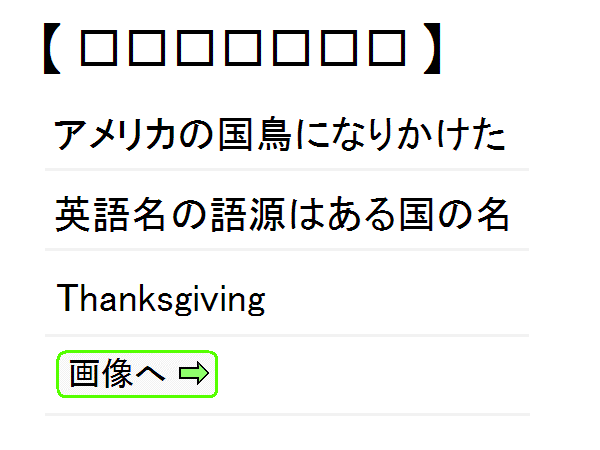 【□□□□□□□】
アメリカの国鳥になりかけた
英語名の語源はある国の名
Thanksgiving
画像へ ⇨